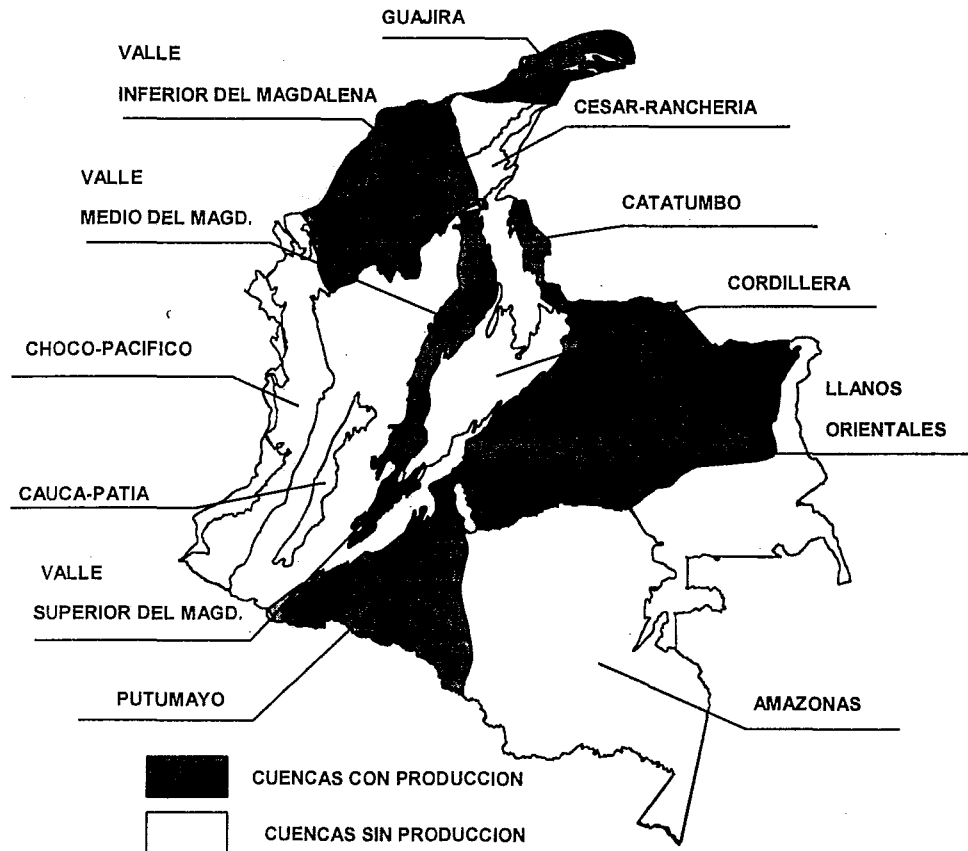 GUAJIRA
VALLE
INFERIOR DEL MAGDALENA
CESAR-RANCHERIA
VALLE
MEDIO DEL MAGD.
CATATUMBO
CORDILLERA
CHOCO-PACIFICO
LLANOS
ORIENTALES
CAUCA-PATIA
VALLE
SUPERIOR DEL MAGD.
PUTUMAYO
AMAZONAS
CUENCAS CON PRODUCCION
CUENCAS SIN PRODUCCION